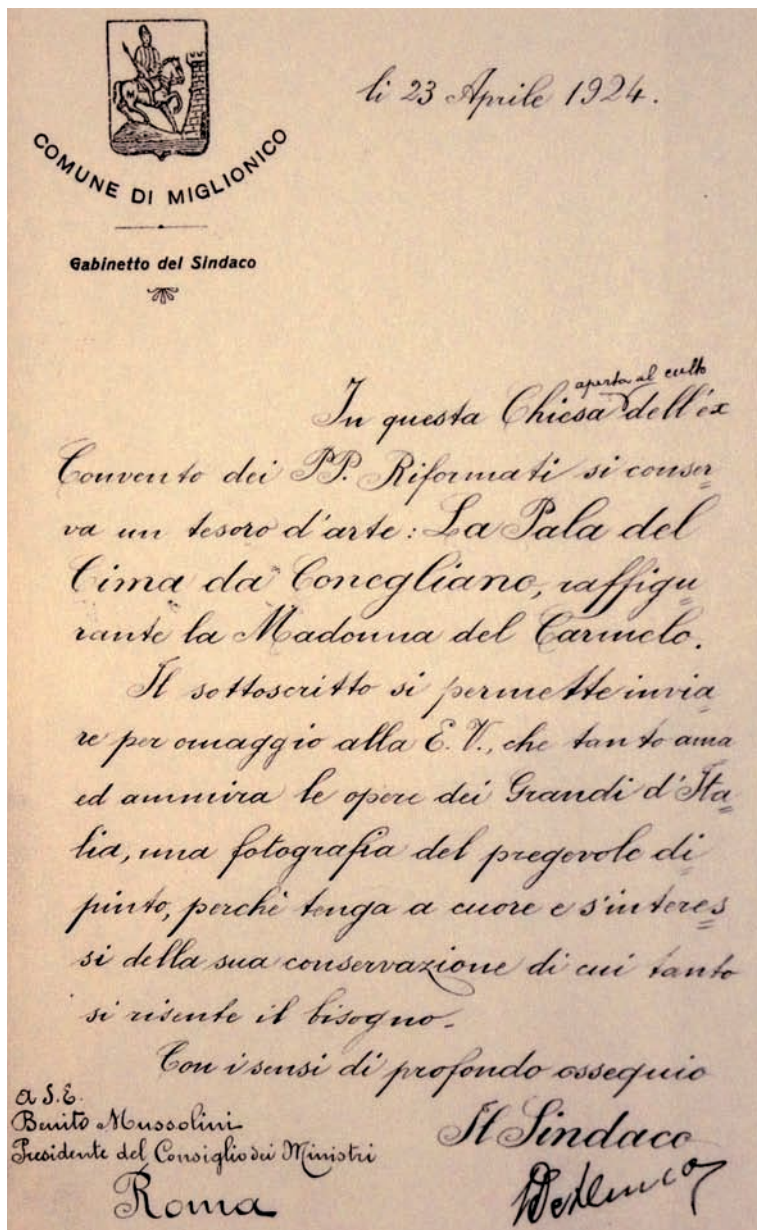 COMUNE DI MIGLIONICO
Gabinetto del Sindaco
li 23 Aprile 1924.
aperta al culto
In questa Chiesa dell'ex
Convento dei PP. Riformati si conser=
va un tesoro d'arte: La Pala del
Cima da Conegliano, raffigu=
rante la Madonna del Carmelo.
Il sottoscritto si permette invia=
re per omaggio alla E. V., che tanto ama
ed ammira le opere dei Grandi d'Ita=
lia, una fotografia del pregevole di=
pinto, perchè tenga a cuore e s'interes=
si della sua conservazione di cui tanto
si risente il bisogno.
Con i sensi di profondo ossequio
Il Sindaco
a S.E.
Benito Mussolini
Presidente del Consiglio dei Ministri
Roma